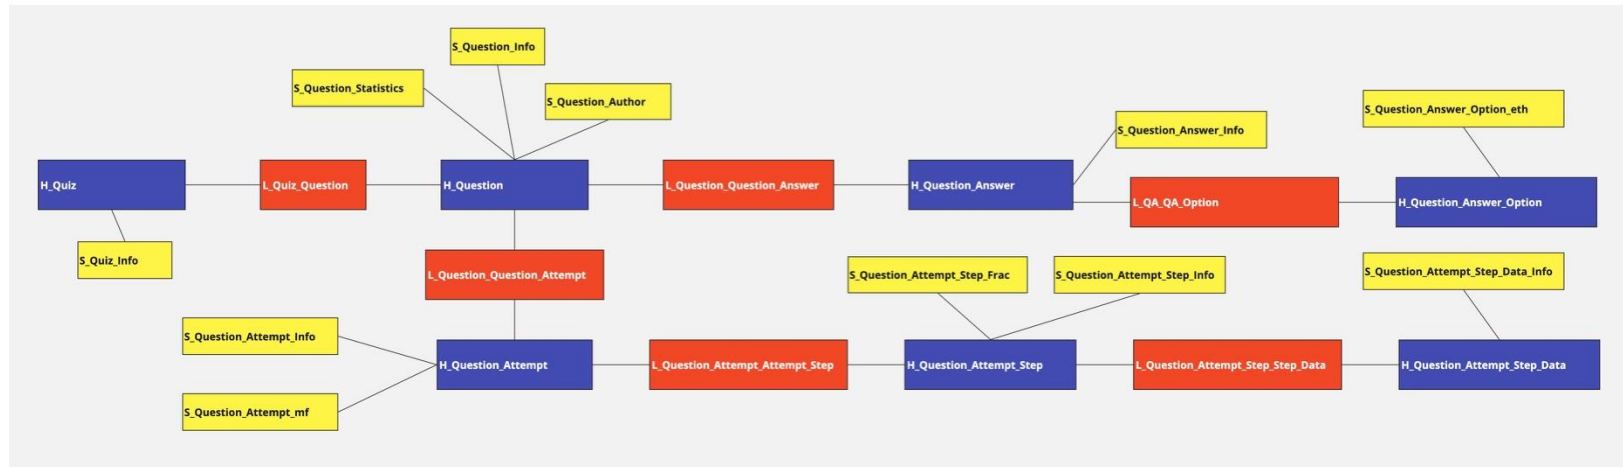 S_Question_Info
S_Question_Statistics
S_Question_Author
S_Question_Answer_Option_eth
S_Question_Answer_Info
H_Quiz
L_Quiz_Question
H_Question
L_Question_Question_Answer
H_Question_Answer
L_QA_QA_Option
H_Question_Answer_Option
S_Quiz_Info
L_Question_Question_Attempt
S_Question_Attempt_Step_Frac
S_Question_Attempt_Step_Info
S_Question_Attempt_Step_Data_Info
S_Question_Attempt_Info
H_Question_Attempt
L_Question_Attempt_Attempt_Step
H_Question_Attempt_Step
L_Question_Attempt_Step_Step_Data
H_Question_Attempt_Step_Data
S_Question_Attempt_mf